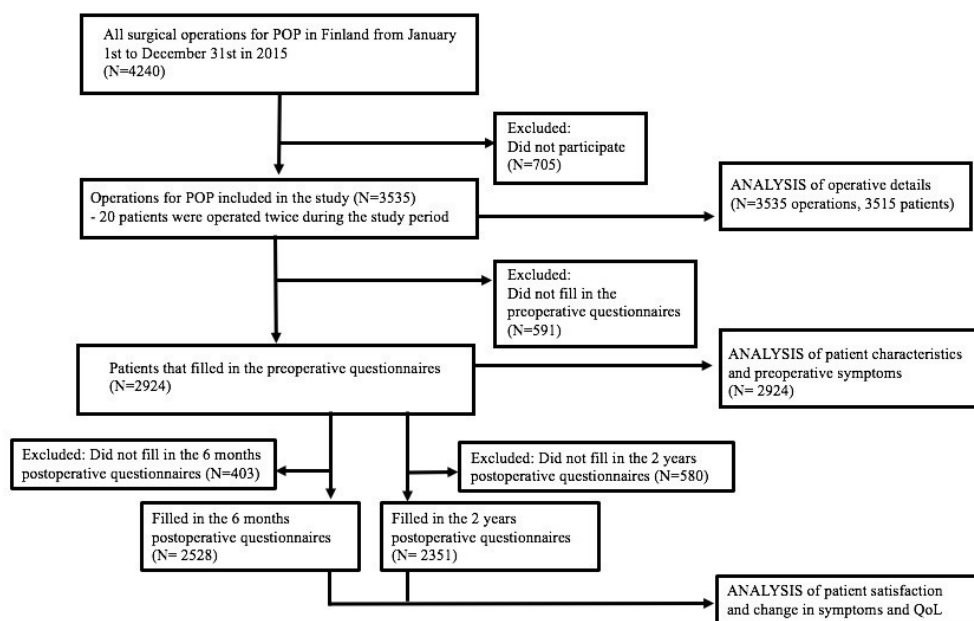 All surgical operations for POP in Finland from January
1st to December 31st in 2015
(N=4240)
Excluded:
Did not participate
(N=705)
Operations for POP included in the study (N=3535)
- 20 patients were operated twice during the study period
ANALYSIS of operative details
(N=3535 operations, 3515 patients)
Excluded:
Did not fill in the
preoperative questionnaires
(N=591)
Patients that filled in the preoperative questionnaires
(N=2924)
ANALYSIS of patient characteristics
and preoperative symptoms
(N= 2924)
Excluded: Did not fill in the 6 months
postoperative questionnaires (N=403)
Excluded: Did not fill in the 2 years
postoperative questionnaires (N=580)
Filled in the 6 months
postoperative questionnaires
(N= 2528)
Filled in the 2 years
postoperative questionnaires
(N= 2351)
ANALYSIS of patient satisfaction
and change in symptoms and QoL